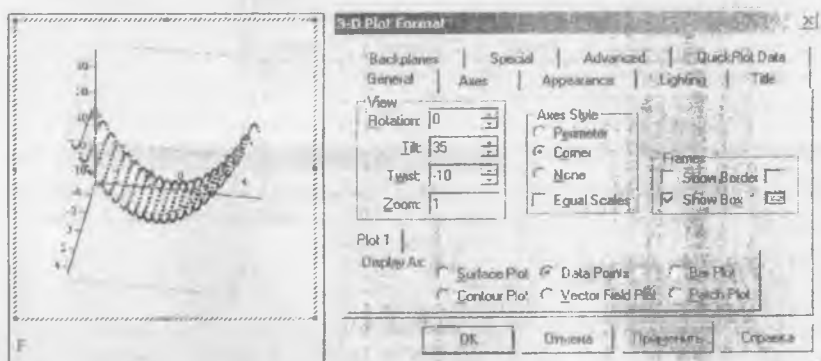 3-D Plot Format
Backplanes Special Advanced QuickPlot Data
General Axes Appearance Lighting Title
View
Rotation: 0
Tilt: 35
Twist: -10
Zoom: 1
Axes Style
Perimeter
Corner
None
Equal Scales
Frames
Show Border
Show Box
Plot 1
Display As:
Surface Plot Data Points Bar Plot
Contour Plot Vector Field Plot Patch Plot
OK Отмена Применить Справка
F